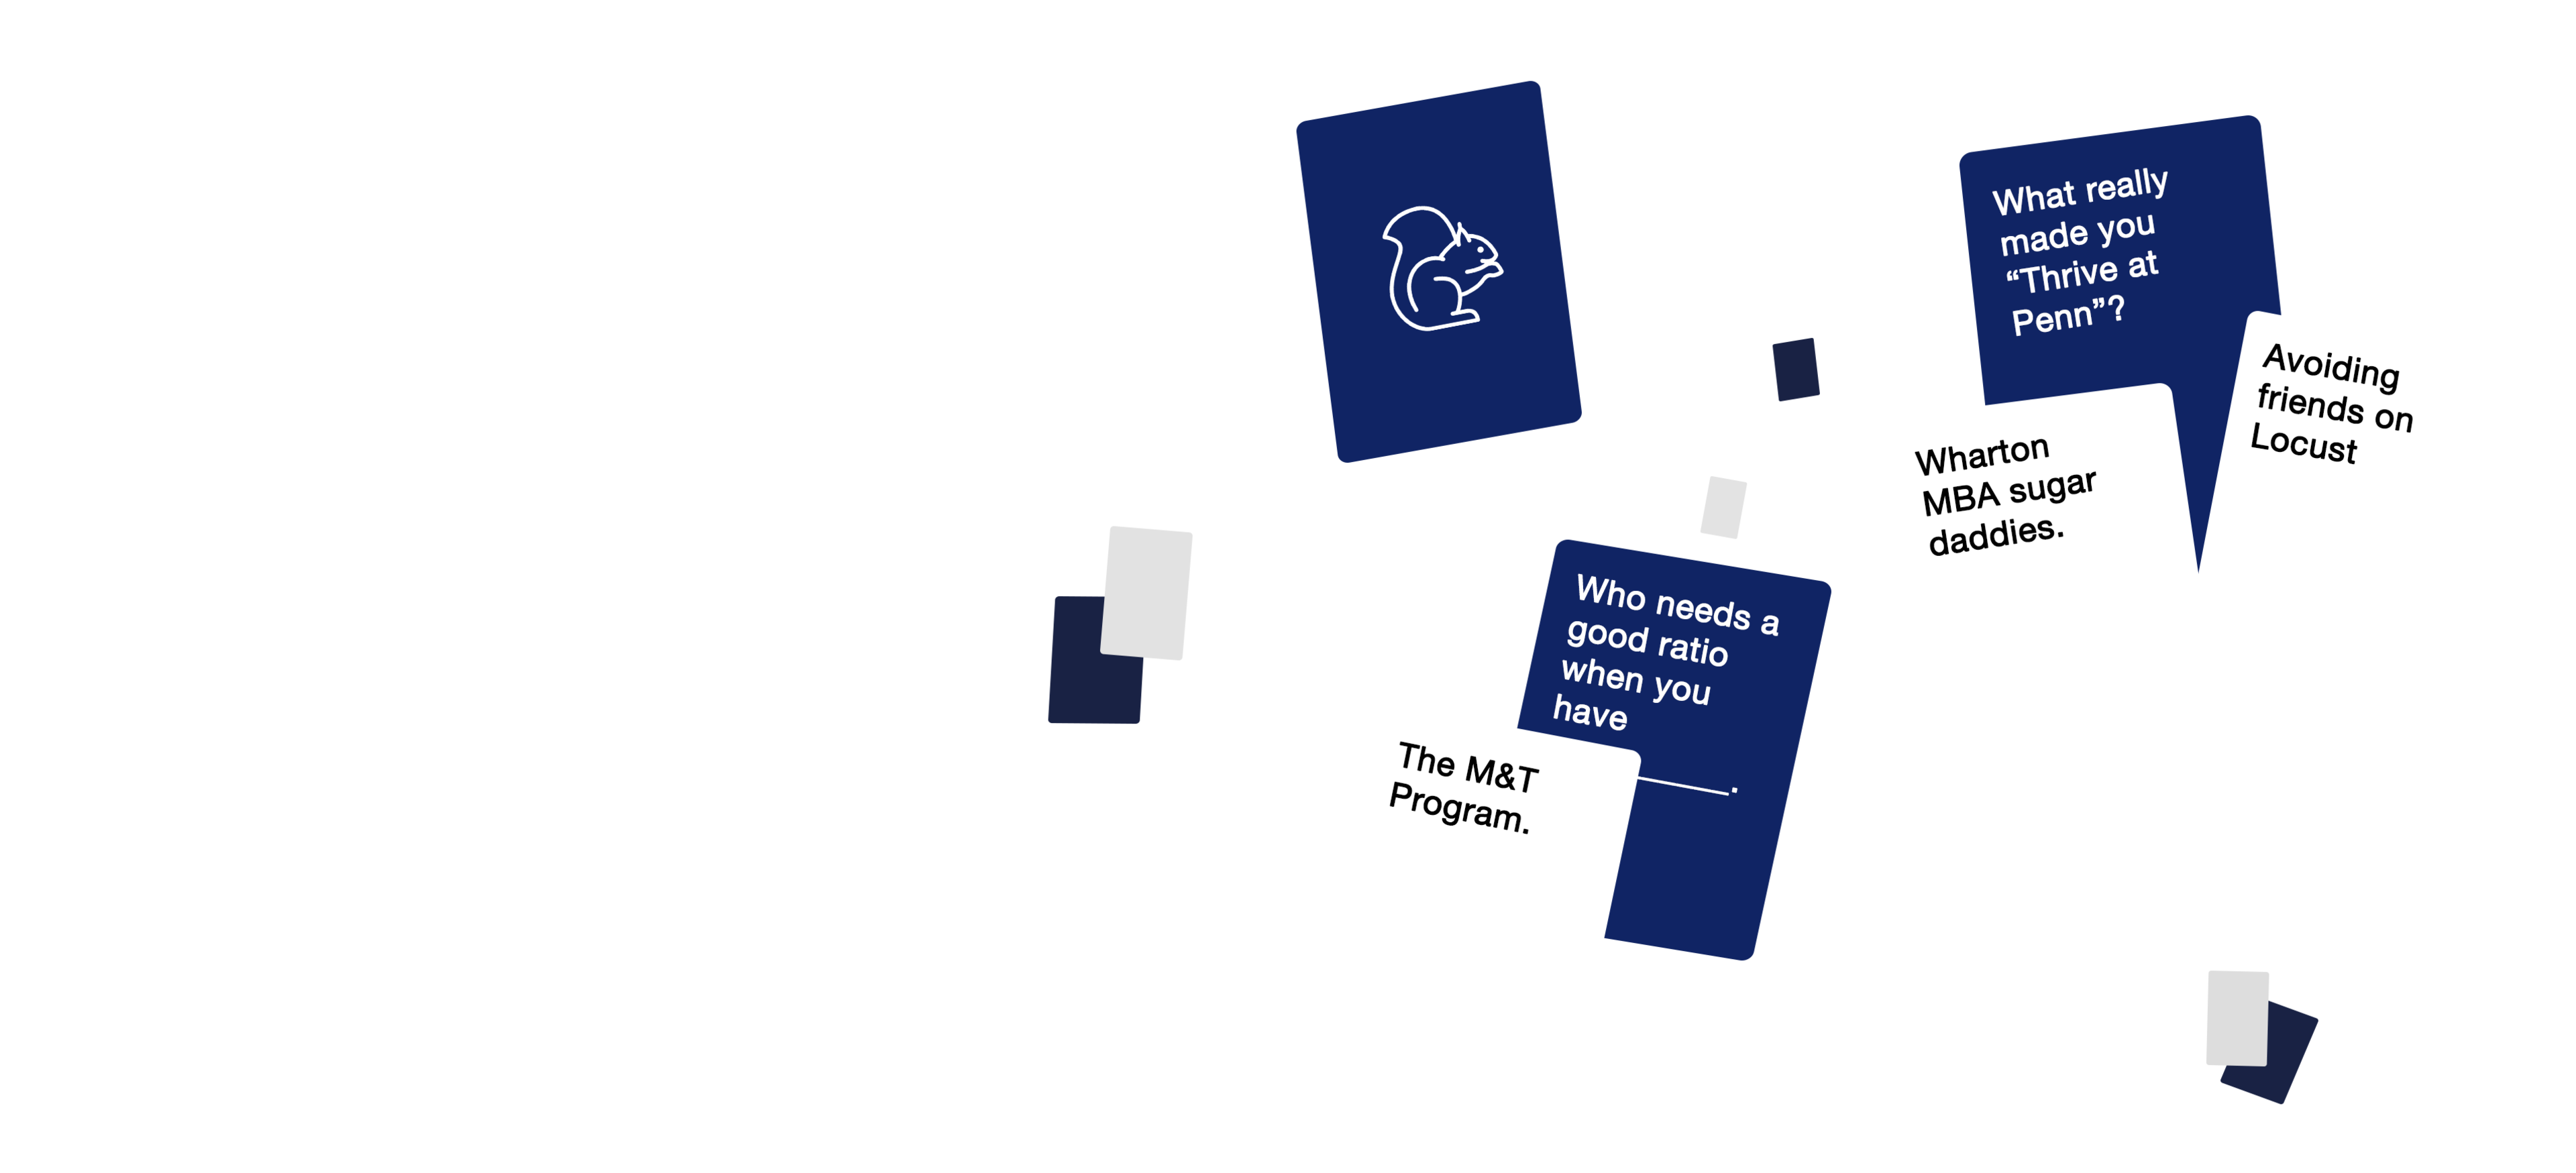 What really
made you
“Thrive at
Penn”?
Avoiding
friends on
Locust
Wharton
MBA sugar
daddies.
Who needs a
good ratio
when you
have
______.
The M&T
Program.